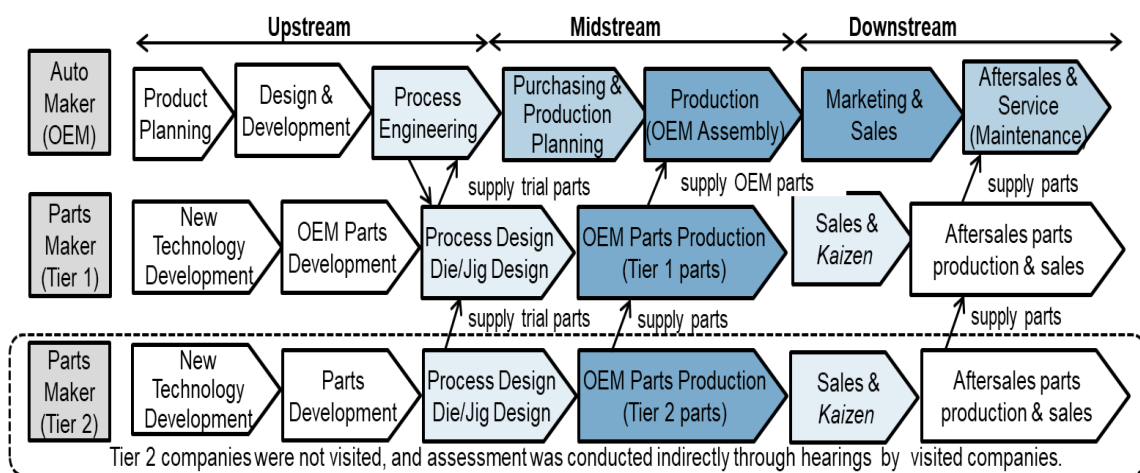 Upstream
Midstream
Downstream
Auto
Maker
(OEM)
Product
Planning
Design &
Development
Process
Engineering
Purchasing &
Production
Planning
Production
(OEM Assembly)
Marketing &
Sales
Aftersales &
Service
(Maintenance)
supply trial parts
supply OEM parts
supply parts
Parts
Maker
(Tier 1)
New
Technology
Development
OEM Parts
Development
Process Design
Die/Jig Design
OEM Parts Production
(Tier 1 parts)
Sales &
Kaizen
Aftersales parts
production & sales
supply trial parts
supply parts
supply parts
Parts
Maker
(Tier 2)
New
Technology
Development
Parts
Development
Process Design
Die/Jig Design
OEM Parts Production
(Tier 2 parts)
Sales &
Kaizen
Aftersales parts
production & sales
Tier 2 companies were not visited, and assessment was conducted indirectly through hearings by visited companies.